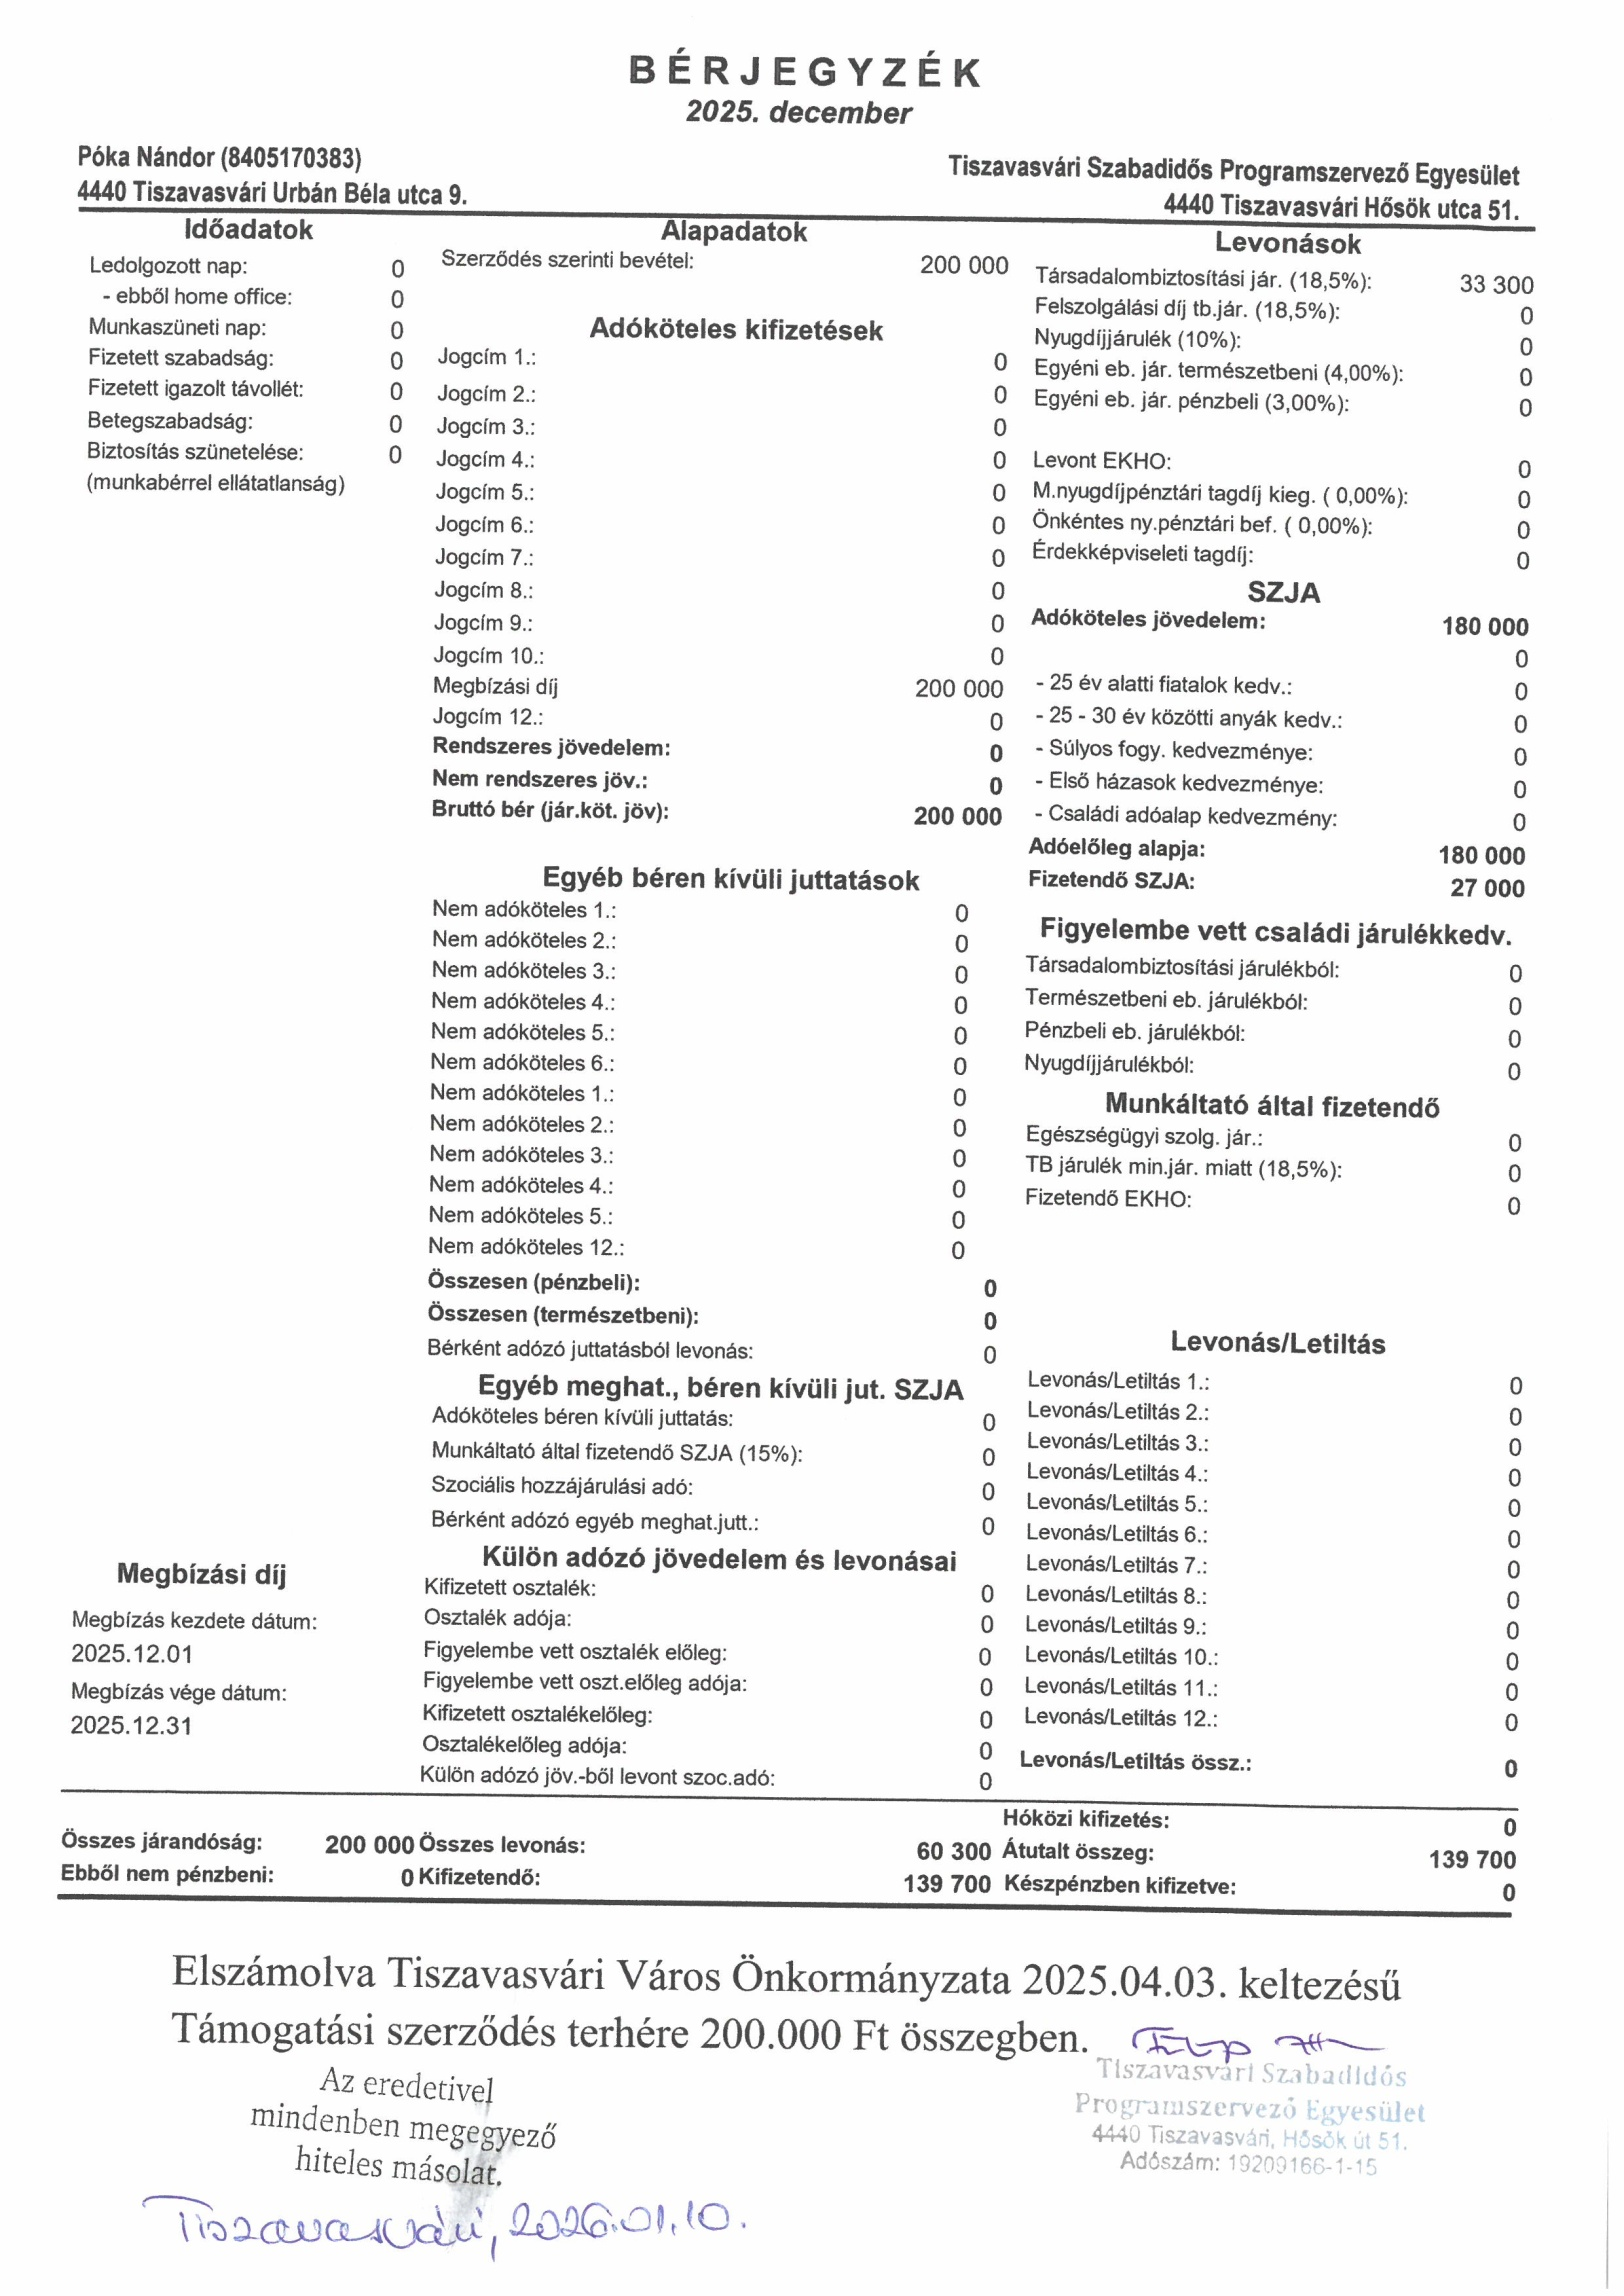 BÉRJEGYZÉK
2025. december
Póka Nándor (8405170383)
4440 Tiszavasvári Urbán Béla utca 9.
Tiszavasvári Szabadidős Programszervező Egyesület
4440 Tiszavasvári Hősök utca 51.
Időadatok
Ledolgozott nap: 0
- ebből home office: 0
Munkaszüneti nap: 0
Fizetett szabadság: 0
Fizetett igazolt távollét: 0
Betegszabadság: 0
Biztosítás szünetelése: 0
(munkabérrel ellátatlanság)
Megbízási díj
Megbízás kezdete dátum:
2025.12.01
Megbízás vége dátum:
2025.12.31
Alapadatok
Szerződés szerinti bevétel: 200 000
Adóköteles kifizetések
Jogcím 1.: 0
Jogcím 2.: 0
Jogcím 3.: 0
Jogcím 4.: 0
Jogcím 5.: 0
Jogcím 6.: 0
Jogcím 7.: 0
Jogcím 8.: 0
Jogcím 9.: 0
Jogcím 10.: 0
Megbízási díj 200 000
Jogcím 12.: 0
Rendszeres jövedelem: 0
Nem rendszeres jöv.: 0
Bruttó bér (jár.köt. jöv): 200 000
Egyéb béren kívüli juttatások
Nem adóköteles 1.: 0
Nem adóköteles 2.: 0
Nem adóköteles 3.: 0
Nem adóköteles 4.: 0
Nem adóköteles 5.: 0
Nem adóköteles 6.: 0
Nem adóköteles 1.: 0
Nem adóköteles 2.: 0
Nem adóköteles 3.: 0
Nem adóköteles 4.: 0
Nem adóköteles 5.: 0
Nem adóköteles 12.: 0
Összesen (pénzbeli): 0
Összesen (természetbeni): 0
Bérként adózó juttatásból levonás: 0
Egyéb meghat., béren kívüli jut. SZJA
Adóköteles béren kívüli juttatás: 0
Munkáltató által fizetendő SZJA (15%): 0
Szociális hozzájárulási adó: 0
Bérként adózó egyéb meghat.jutt.: 0
Külön adózó jövedelem és levonásai
Kifizetett osztalék: 0
Osztalék adója: 0
Figyelembe vett osztalék előleg: 0
Figyelembe vett oszt.előleg adója: 0
Kifizetett osztalékelőleg: 0
Osztalékelőleg adója: 0
Külön adózó jöv.-ből levont szoc.adó: 0
Levonások
Társadalombiztosítási jár. (18,5%): 33 300
Felszolgálási díj tb.jár. (18,5%): 0
Nyugdíjjárulék (10%): 0
Egyéni eb. jár. természetbeni (4,00%): 0
Egyéni eb. jár. pénzbeli (3,00%): 0
Levont EKHO: 0
M.nyugdíjpénztári tagdíj kieg. ( 0,00%): 0
Önkéntes ny.pénztári bef. ( 0,00%): 0
Érdekképviseleti tagdíj: 0
SZJA
Adóköteles jövedelem: 180 000
0
- 25 év alatti fiatalok kedv.: 0
- 25 - 30 év közötti anyák kedv.: 0
- Súlyos fogy. kedvezménye: 0
- Első házasok kedvezménye: 0
- Családi adóalap kedvezmény: 0
Adóelőleg alapja: 180 000
Fizetendő SZJA: 27 000
Figyelembe vett családi járulékkedv.
Társadalombiztosítási járulékból: 0
Természetbeni eb. járulékból: 0
Pénzbeli eb. járulékból: 0
Nyugdíjjárulékból: 0
Munkáltató által fizetendő
Egészségügyi szolg. jár.: 0
TB járulék min.jár. miatt (18,5%): 0
Fizetendő EKHO: 0
Levonás/Letiltás
Levonás/Letiltás 1.: 0
Levonás/Letiltás 2.: 0
Levonás/Letiltás 3.: 0
Levonás/Letiltás 4.: 0
Levonás/Letiltás 5.: 0
Levonás/Letiltás 6.: 0
Levonás/Letiltás 7.: 0
Levonás/Letiltás 8.: 0
Levonás/Letiltás 9.: 0
Levonás/Letiltás 10.: 0
Levonás/Letiltás 11.: 0
Levonás/Letiltás 12.: 0
Levonás/Letiltás össz.: 0
Hóközi kifizetés: 0
Összes járandóság: 200 000 Összes levonás: 60 300 Átutalt összeg: 139 700
Ebből nem pénzbeni: 0 Kifizetendő: 139 700 Készpénzben kifizetve: 0
Elszámolva Tiszavasvári Város Önkormányzata 2025.04.03. keltezésű
Támogatási szerződés terhére 200.000 Ft összegben.
Tiszavasvári Szabadidős
Programszervező Egyesület
4440 Tiszavasvári, Hősök út 51.
Adószám: 19209166-1-15
Az eredetivel
mindenben megegyező
hiteles másolat.
Tiszavasvári, 2026.01.10.